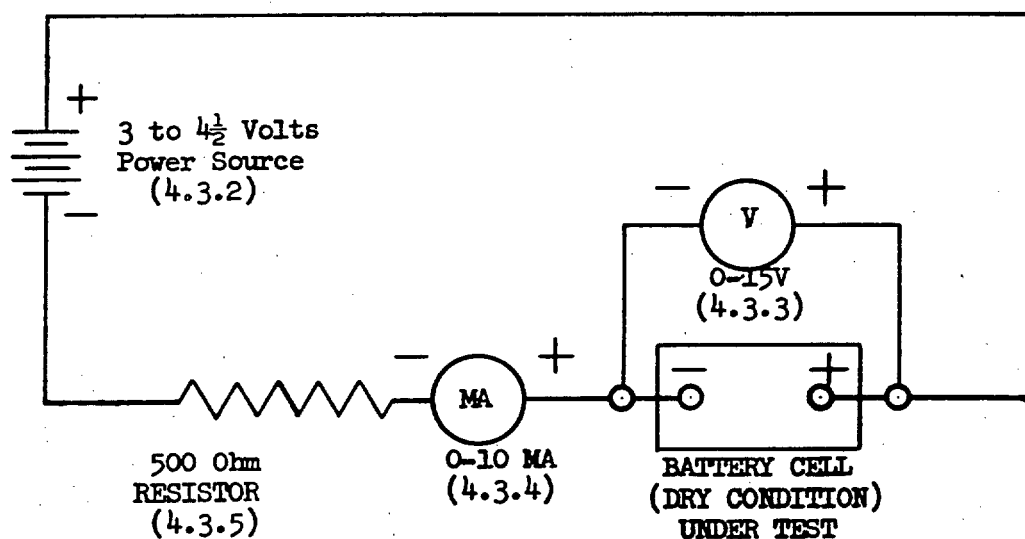 +
3 to 4½ Volts
Power Source
(4.3.2)
−
− V +
0-15V
(4.3.3)
− MA +
− +
0-10 MA
(4.3.4)
500 Ohm
RESISTOR
(4.3.5)
BATTERY CELL
(DRY CONDITION)
UNDER TEST